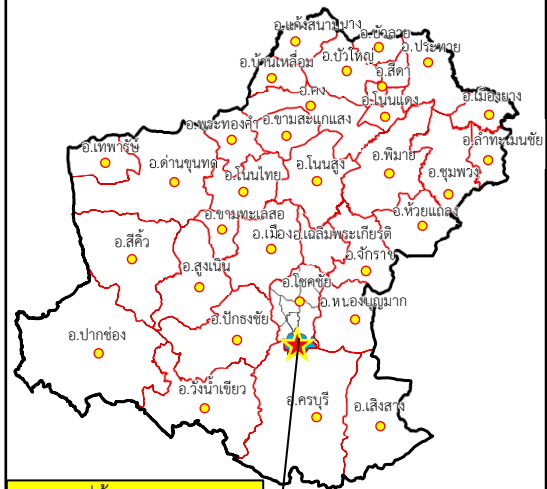 อ.แก้งสนามนาง
อ.บัวลาย
อ.บัวใหญ่
อ.ประทาย
อ.บ้านเหลื่อม
อ.สีดา
อ.คง
อ.โนนแดง
อ.เมืองยาง
อ.พระทองคำ
อ.ขามสะแกแสง
อ.เทพารักษ์
อ.ด่านขุนทด
อ.โนนไทย
อ.โนนสูง
อ.พิมาย
อ.ลำทะเมนชัย
อ.ชุมพวง
อ.ขามทะเลสอ
อ.ห้วยแถลง
อ.สีคิ้ว
อ.เมือง
อ.เฉลิมพระเกียรติ
อ.สูงเนิน
อ.จักราช
อ.โชคชัย
อ.หนองบุญมาก
อ.ปักธงชัย
อ.ปากช่อง
อ.วังน้ำเขียว
อ.ครบุรี
อ.เสิงสาง